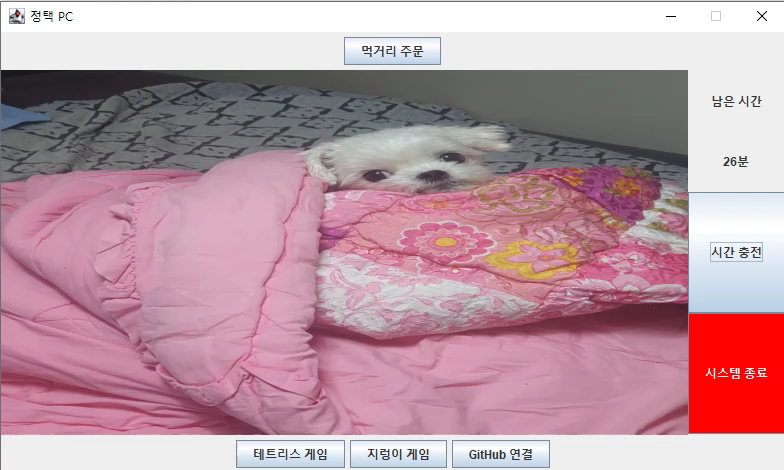 정택 PC
먹거리 주문
남은 시간
26분
시간 충전
시스템 종료
테트리스 게임
지렁이 게임
GitHub 연결